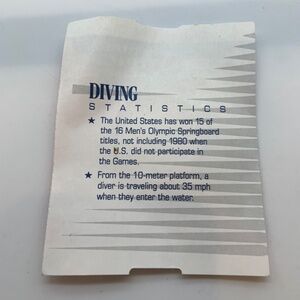 DIVING
STATISTICS
★ The United States has won 15 of
the 16 Men's Olympic Springboard
titles, not including 1980 when
the U.S. did not participate in
the Games.
★ From the 10-meter platform, a
diver is traveling about 35 mph
when they enter the water.